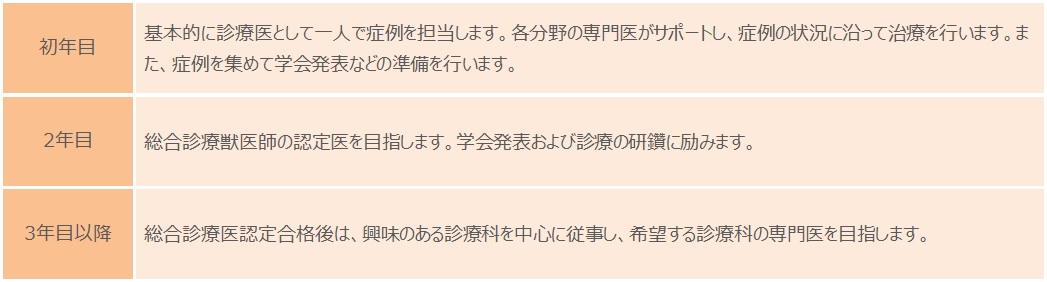 初年目
基本的に診療医として一人で症例を担当します。各分野の専門医がサポートし、症例の状況に沿って治療を行います。ま
た、症例を集めて学会発表などの準備を行います。
2年目
総合診療獣医師の認定医を目指します。学会発表および診療の研鑽に励みます。
3年目以降
総合診療医認定合格後は、興味のある診療科を中心に従事し、希望する診療科の専門医を目指します。